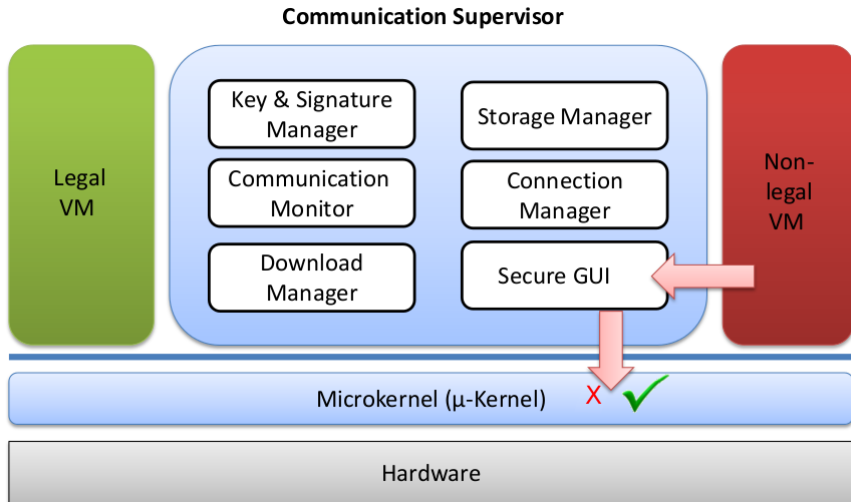 Communication Supervisor
Legal
VM
Key & Signature
Manager
Communication
Monitor
Download
Manager
Storage Manager
Connection
Manager
Secure GUI
Non-
legal
VM
Microkernel (µ-Kernel)
X
Hardware